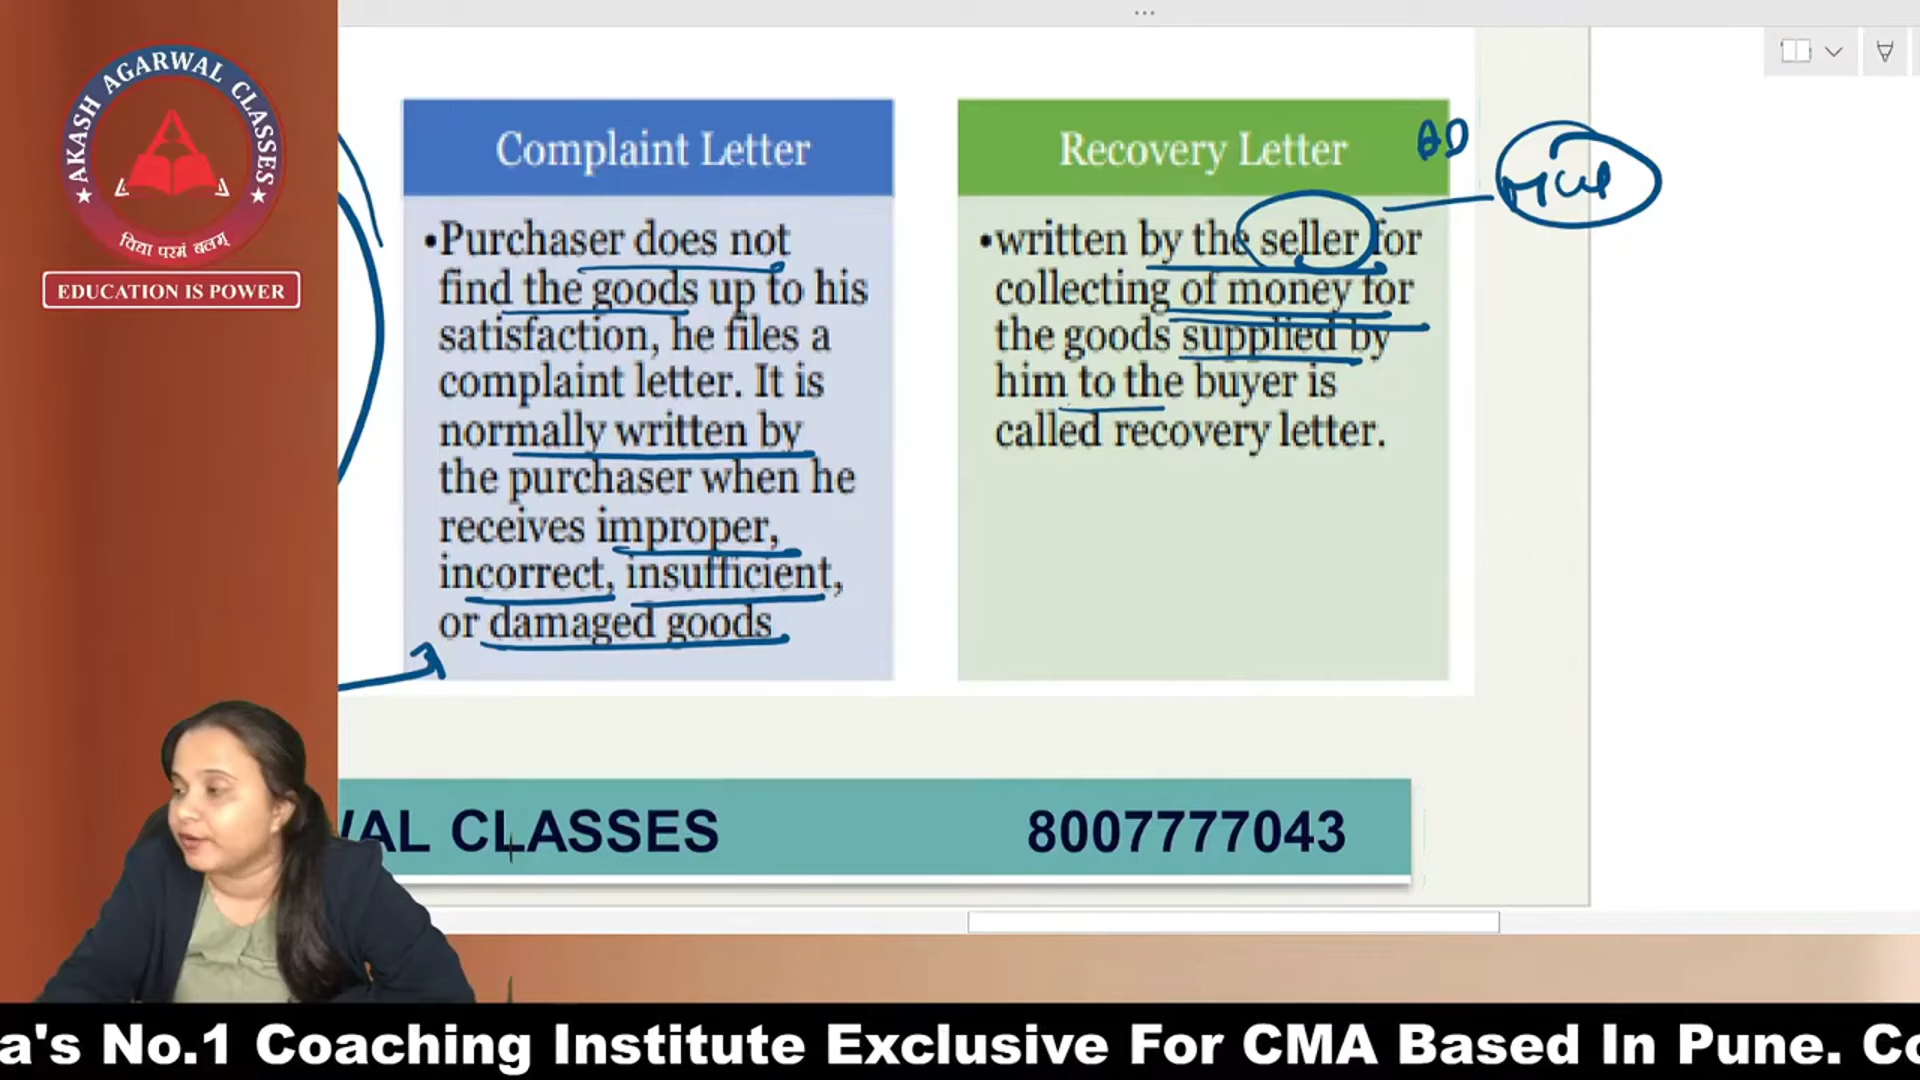 AKASH AGARWAL CLASSES
विद्या परमं बलम्
EDUCATION IS POWER
Complaint Letter
•Purchaser does not
find the goods up to his
satisfaction, he files a
complaint letter. It is
normally written by
the purchaser when he
receives improper,
incorrect, insufficient,
or damaged goods
Recovery Letter
•written by the seller for
collecting of money for
the goods supplied by
him to the buyer is
called recovery letter.
WAL CLASSES
8007777043
a's No.1 Coaching Institute Exclusive For CMA Based In Pune. Co